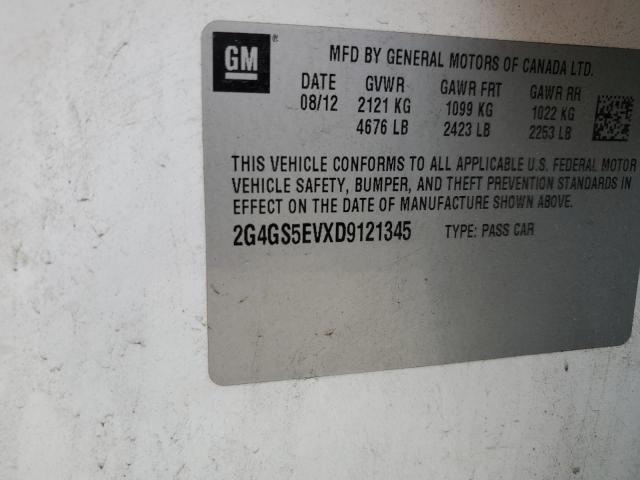 GM
MFD BY GENERAL MOTORS OF CANADA LTD.
DATE GVWR GAWR FRT GAWR RR
08/12 2121 KG 1099 KG 1022 KG
4676 LB 2423 LB 2253 LB
THIS VEHICLE CONFORMS TO ALL APPLICABLE U.S. FEDERAL MOTOR
VEHICLE SAFETY, BUMPER, AND THEFT PREVENTION STANDARDS IN
EFFECT ON THE DATE OF MANUFACTURE SHOWN ABOVE.
2G4GS5EVXD9121345 TYPE: PASS CAR